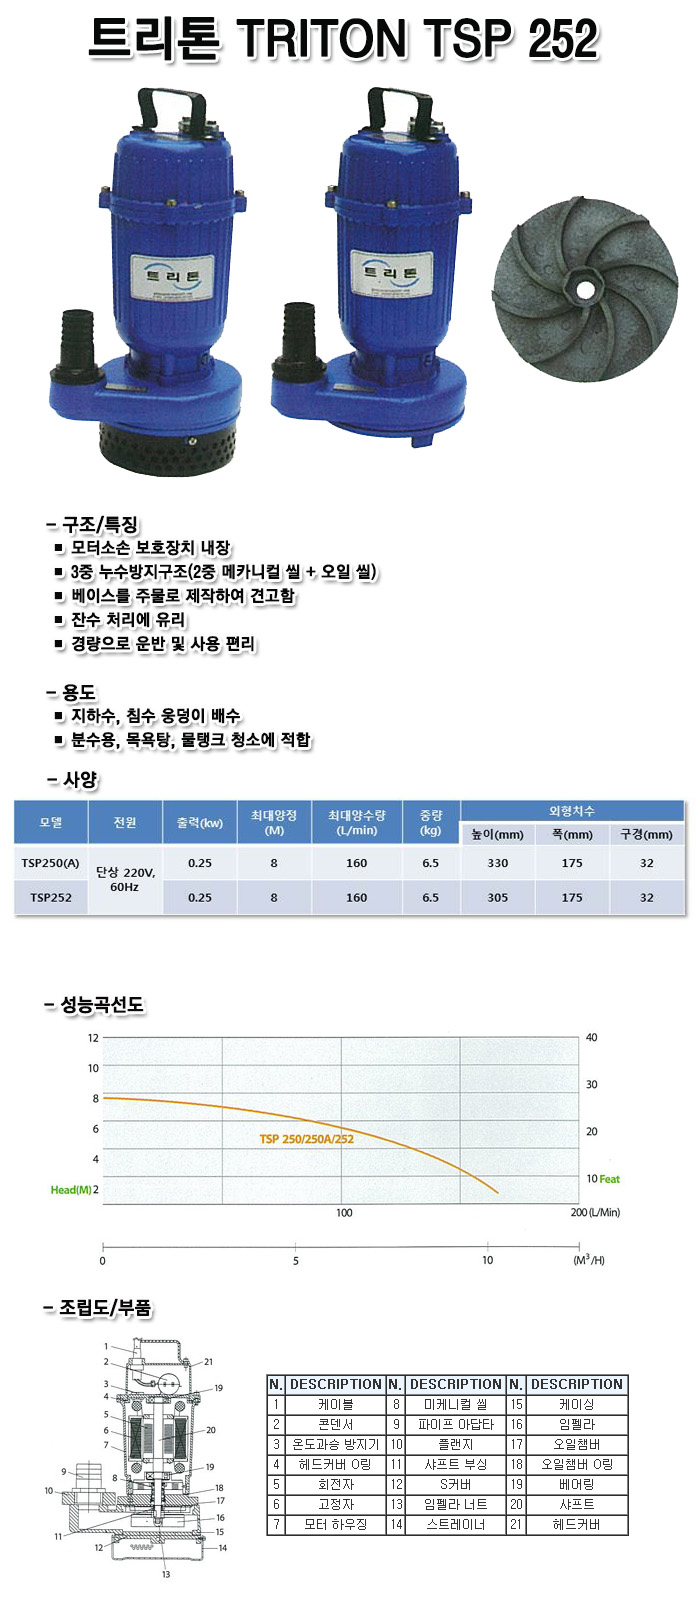 트리톤 TRITON TSP 252
트리톤
트리톤
- 구조/특징
■ 모터소손 보호장치 내장
■ 3중 누수방지구조(2중 메카니컬 씰 + 오일 씰)
■ 베이스를 주물로 제작하여 견고함
■ 잔수 처리에 유리
■ 경량으로 운반 및 사용 편리
- 용도
■ 지하수, 침수 웅덩이 배수
■ 분수용, 목욕탕, 물탱크 청소에 적합
- 사양
모델 전원 출력(kw) 최대양정 (M) 최대양수량 (L/min) 중량 (kg) 외형치수
높이(mm) 폭(mm) 구경(mm)
TSP250(A) 단상 220V, 60Hz 0.25 8 160 6.5 330 175 32
TSP252 0.25 8 160 6.5 305 175 32
- 성능곡선도
12 40
10
8 30
6 20
TSP 250/250A/252
4
Head(M) 2 10 Feat
100 200 (L/Min)
0 5 10 (M³/H)
- 조립도/부품
1
2 21
3 19
4
5 20
6
7
9 19
8 18
10 17
16
11 15
12 14
13
N. DESCRIPTION N. DESCRIPTION N. DESCRIPTION
1 케이블 8 미케니컬 씰 15 케이싱
2 콘덴서 9 파이프 아답타 16 임펠라
3 온도과승 방지기 10 플랜지 17 오일챔버
4 헤드커버 O링 11 샤프트 부싱 18 오일챔버 O링
5 회전자 12 S커버 19 베어링
6 고정자 13 임펠라 너트 20 샤프트
7 모터 하우징 14 스트레이너 21 헤드커버